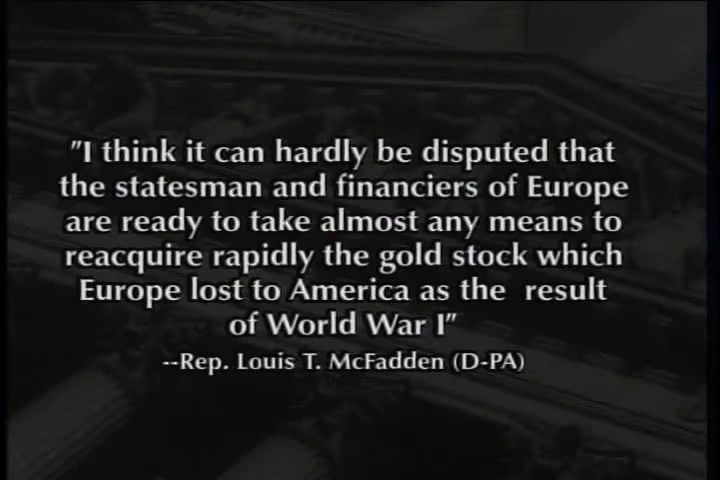 "I think it can hardly be disputed that
the statesman and financiers of Europe
are ready to take almost any means to
reacquire rapidly the gold stock which
Europe lost to America as the  result
of World War I"
--Rep. Louis T. McFadden (D-PA)